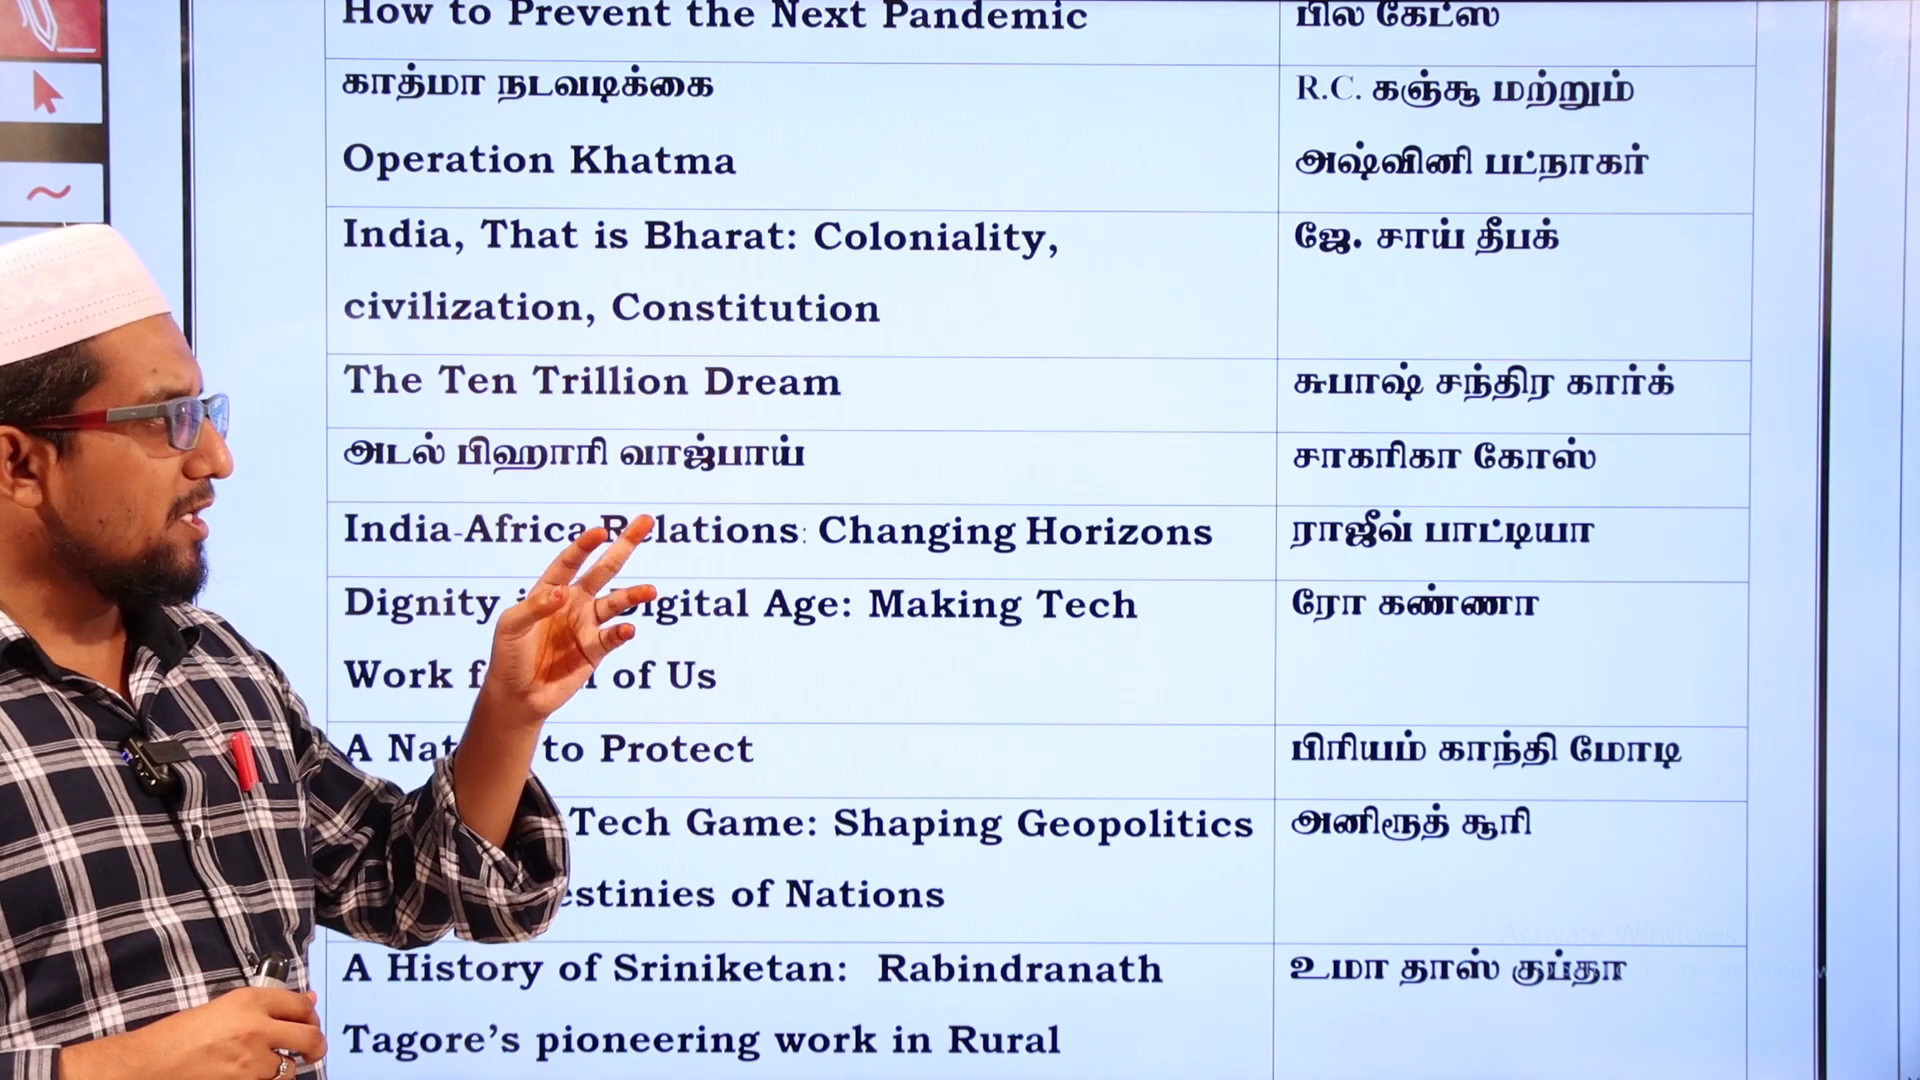 How to Prevent the Next Pandemic
பில் கேட்ஸ்
காத்மா நடவடிக்கை
Operation Khatma
R.C. கஞ்சூ மற்றும்
அஷ்வினி பட்நாகர்
India, That is Bharat: Coloniality,
civilization, Constitution
ஜே. சாய் தீபக்
The Ten Trillion Dream
சுபாஷ் சந்திர கார்க்
அடல் பிஹாரி வாஜ்பாய்
சாகரிகா கோஸ்
India-Africa Relations: Changing Horizons
ராஜீவ் பாட்டியா
Dignity Digital Age: Making Tech
Work of Us
ரோ கண்ணா
A to Protect
பிரியம் காந்தி மோடி
Tech Game: Shaping Geopolitics
of Nations
அனிரூத் சூரி
A History of Sriniketan: Rabindranath
Tagore's pioneering work in Rural
உமா தாஸ் குப்தா
Activate Windows